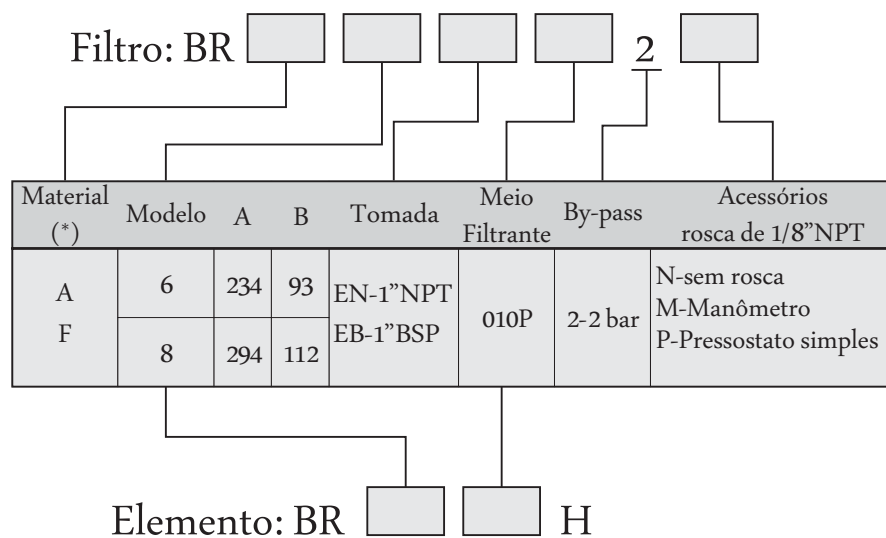 Filtro: BR 2
Material (*) Modelo A B Tomada Meio Filtrante By-pass Acessórios rosca de 1/8”NPT
A
F
6 234 93
8 294 112
EN-1”NPT
EB-1”BSP
010P
2-2 bar
N-sem rosca
M-Manômetro
P-Pressostato simples
Elemento: BR H